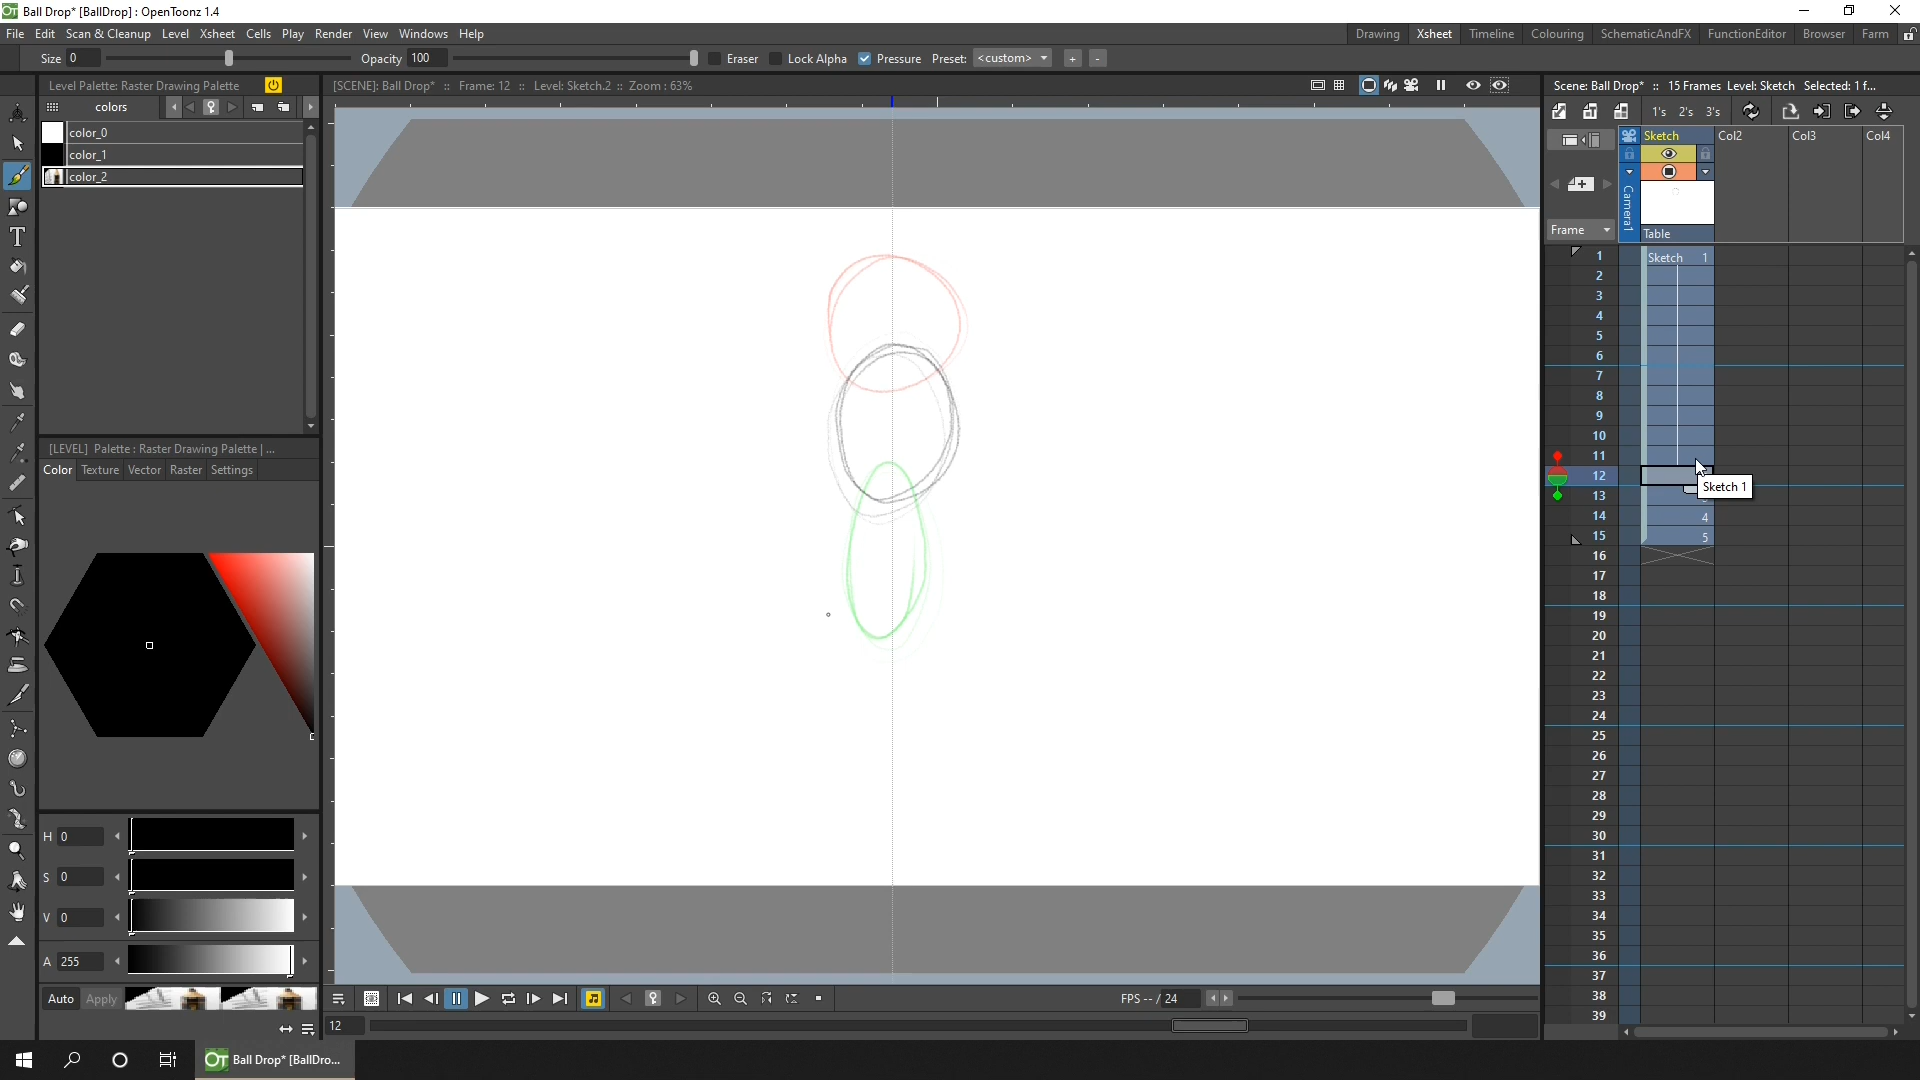 Ball Drop* [BallDrop] : OpenToonz 1.4
File Edit Scan & Cleanup Level Xsheet Cells Play Render View Windows Help
Drawing Xsheet Timeline Colouring SchematicAndFX FunctionEditor Browser Farm
Size 0 Opacity 100 Eraser Lock Alpha Pressure Preset: <custom> + -
Level Palette: Raster Drawing Palette
[SCENE]: Ball Drop* :: Frame: 12 :: Level: Sketch.2 :: Zoom : 63%
Scene: Ball Drop* :: 15 Frames Level: Sketch Selected: 1 f...
colors
1's 2's 3's
color_0
color_1
color_2
Sketch Col2 Col3 Col4
Camera1
Frame
Table
1 Sketch 1
2
3
4
5
6
7
8
9
10
11
12
Sketch 1
13
14 4
15 5
16
17
18
19
20
21
22
23
24
25
26
27
28
29
30
31
32
33
34
35
36
37
38
39
[LEVEL] Palette : Raster Drawing Palette | ...
Color Texture Vector Raster Settings
H 0
S 0
V 0
A 255
Auto Apply
FPS -- / 24
12
Ball Drop* [BallDro...